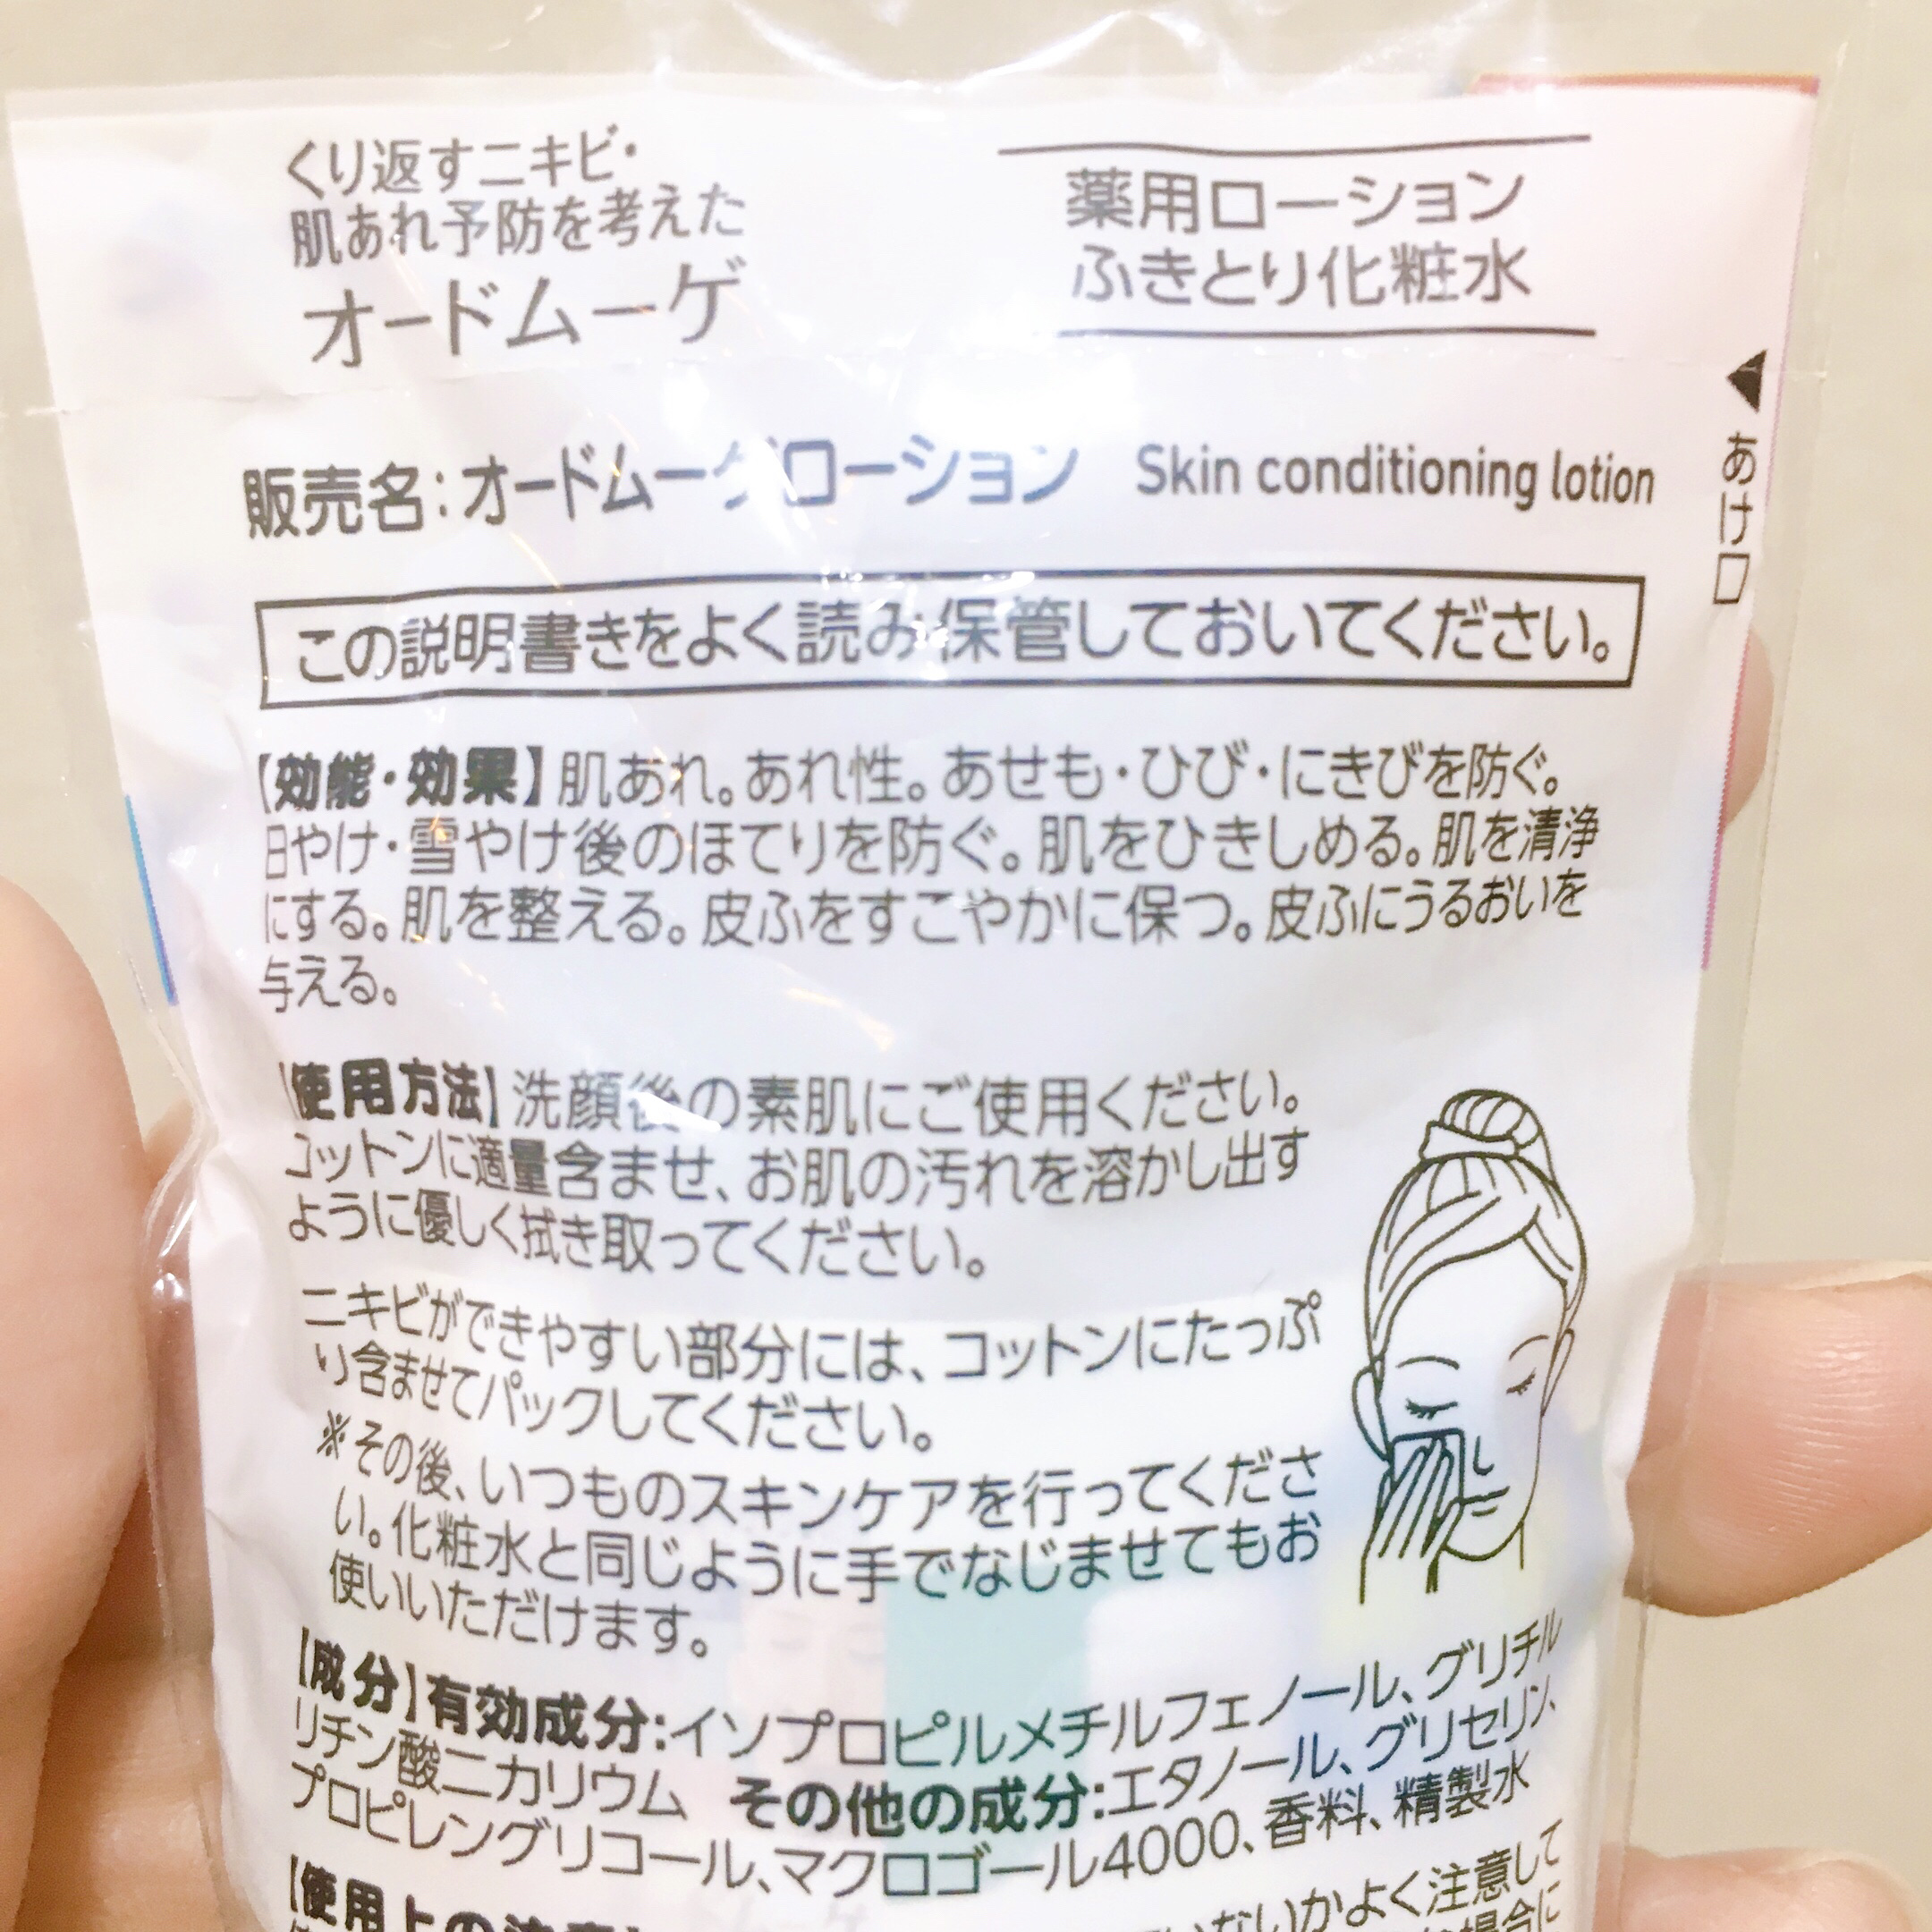 くり返すニキビ・
肌あれ予防を考えた
オードムーゲ
薬用ローション
ふきとり化粧水
◀あけ口
販売名：オードムーゲローション Skin conditioning lotion
この説明書きをよく読み保管しておいてください。
【効能・効果】肌あれ。あれ性。あせも・ひび・にきびを防ぐ。
日やけ・雪やけ後のほてりを防ぐ。肌をひきしめる。肌を清浄
にする。肌を整える。皮ふをすこやかに保つ。皮ふにうるおいを
与える。
【使用方法】洗顔後の素肌にご使用ください。
コットンに適量含ませ、お肌の汚れを溶かし出す
ように優しく拭き取ってください。
ニキビができやすい部分には、コットンにたっぷ
り含ませてパックしてください。
※その後、いつものスキンケアを行ってくださ
い。化粧水と同じように手でなじませてもお
使いいただけます。
【成分】有効成分：イソプロピルメチルフェノール、グリチル
リチン酸二カリウム その他の成分：エタノール、グリセリン、
プロピレングリコール、マクロゴール4000、香料、精製水
【使用上の注意】 いないかよく注意して
場合に